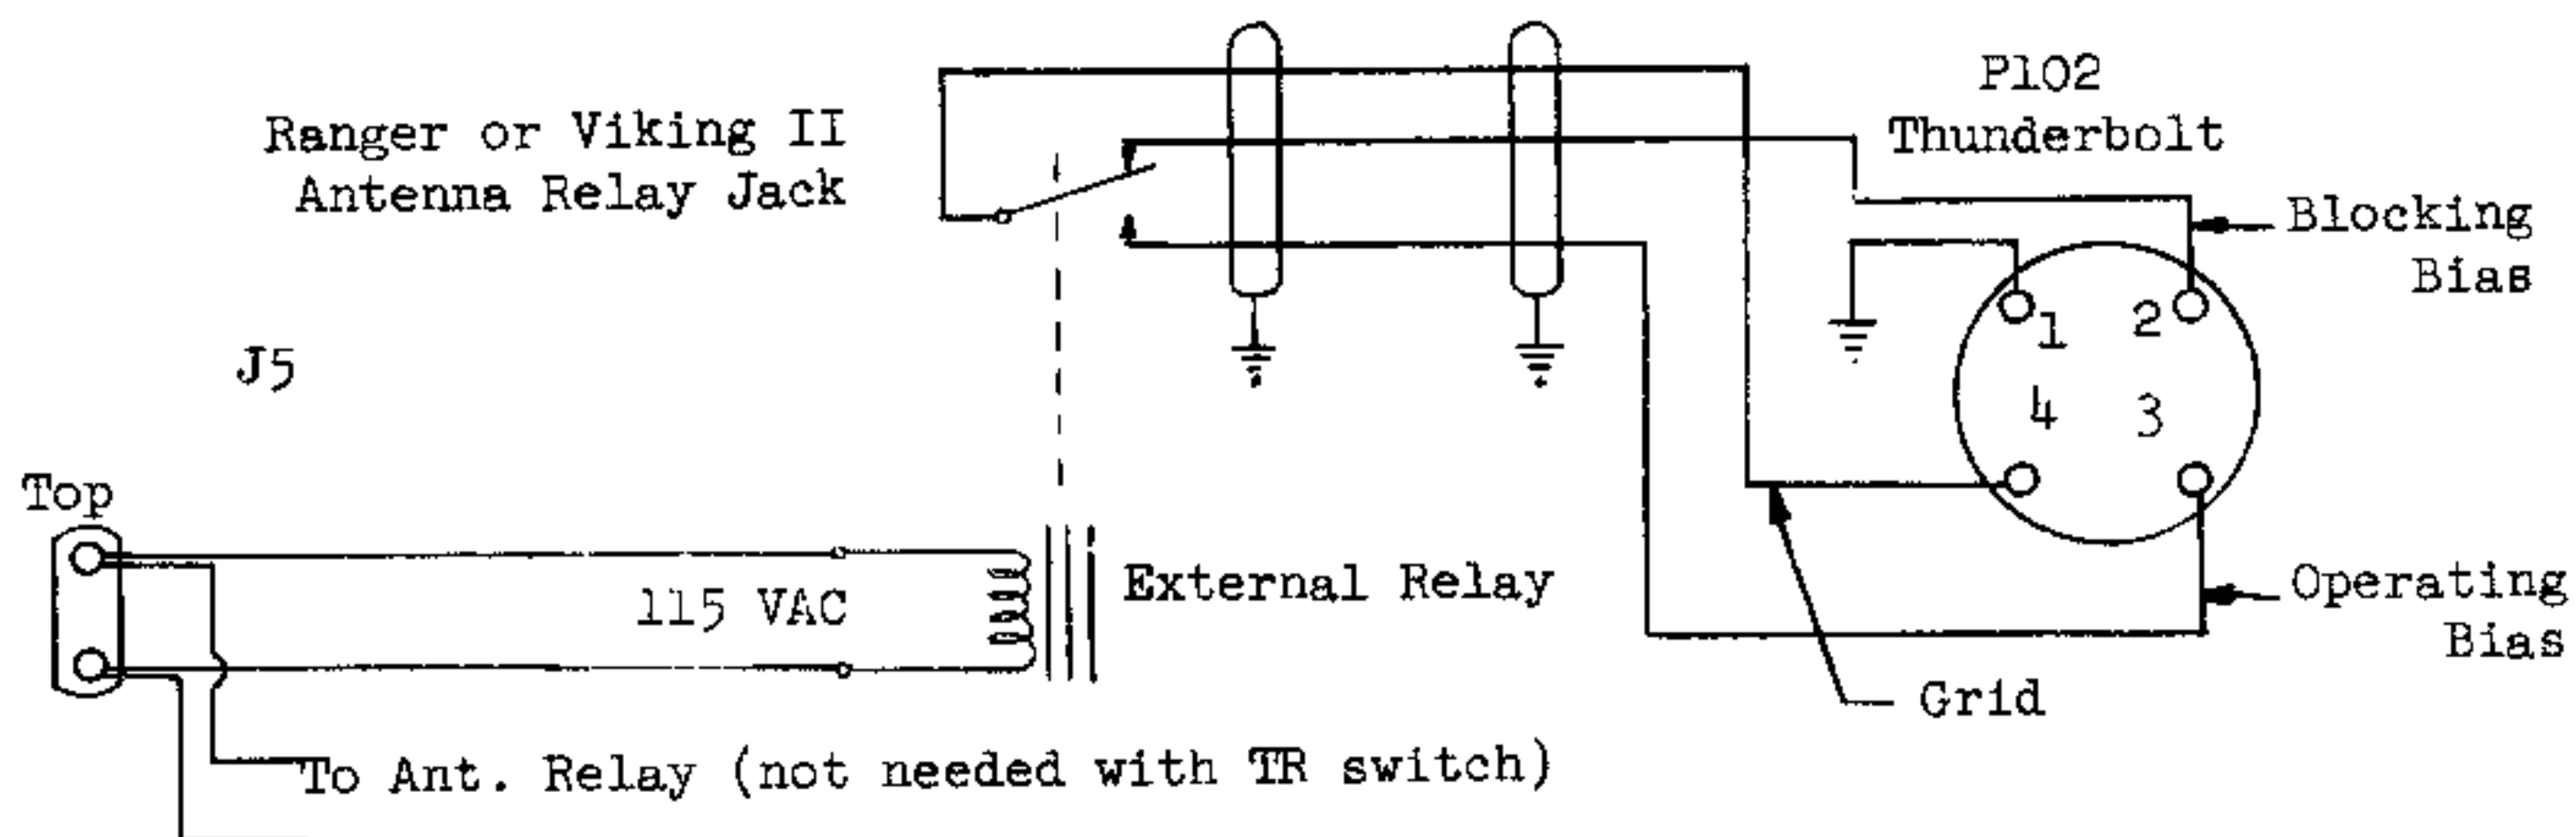 P102
Thunderbolt
Ranger or Viking II
Antenna Relay Jack
Blocking
Bias
1
2
J5
4
3
Top
115 VAC
External Relay
Operating
Bias
Grid
To Ant. Relay (not needed with TR switch)